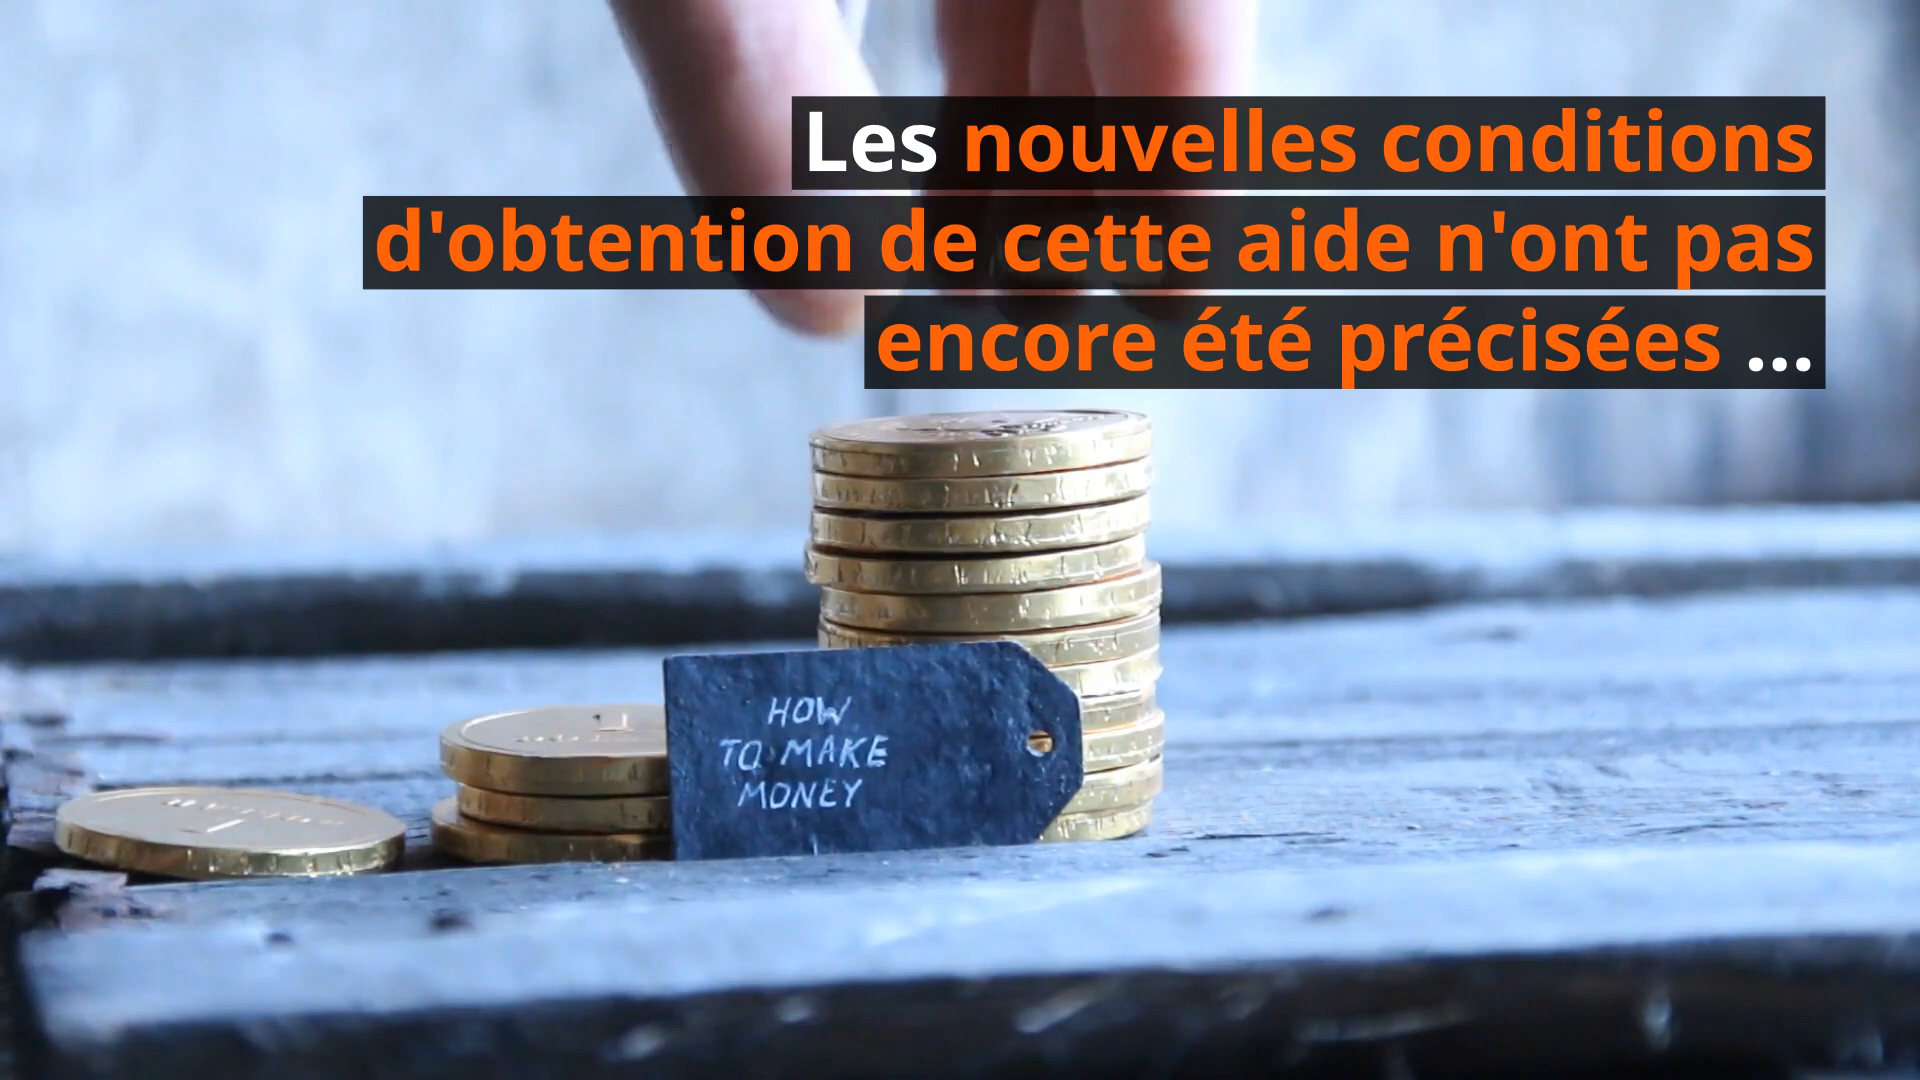 Les nouvelles conditions
d'obtention de cette aide n'ont pas
encore été précisées ...
HOW
TO MAKE
MONEY